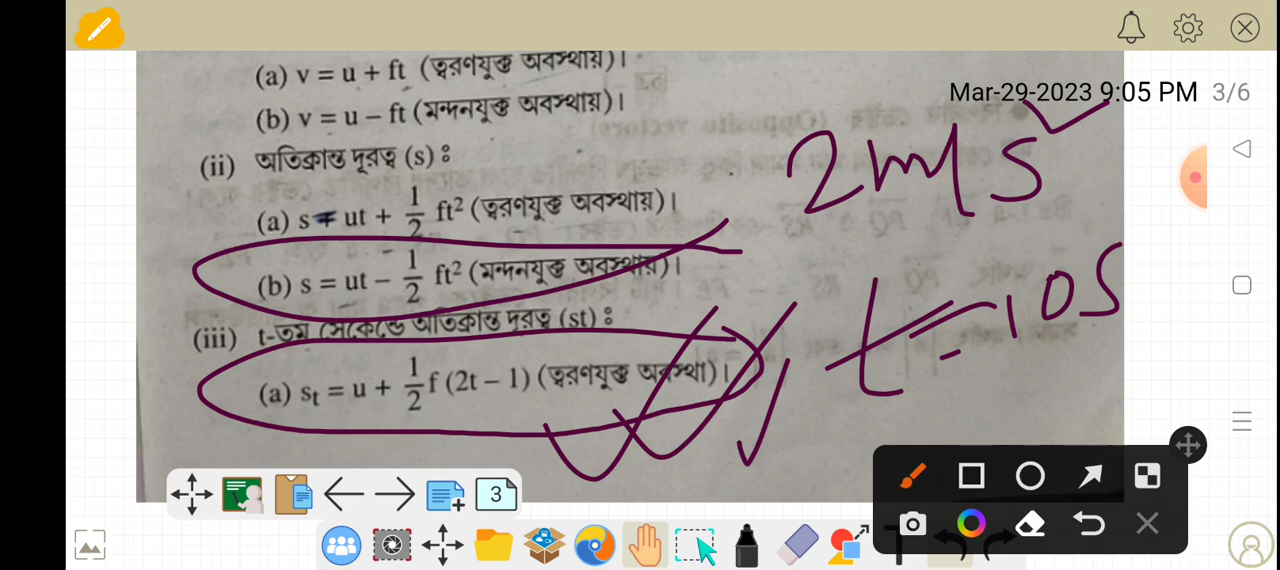 (a) v = u + ft (ত্বরণযুক্ত অবস্থায়)।
Mar-29-2023 9:05 PM 3/6
(b) v = u − ft (মন্দনযুক্ত অবস্থায়)।
(ii) অতিক্রান্ত দূরত্ব (s) ঃ
2m/s
(a) s = ut + 1/2 ft² (ত্বরণযুক্ত অবস্থায়)।
(b) s = ut − 1/2 ft² (মন্দনযুক্ত অবস্থায়)।
t = 10s
(iii) t-তম সেকেন্ডে অতিক্রান্ত দূরত্ব (st) ঃ
(a) sₜ = u + 1/2 f (2t − 1) (ত্বরণযুক্ত অবস্থা)।
3
T